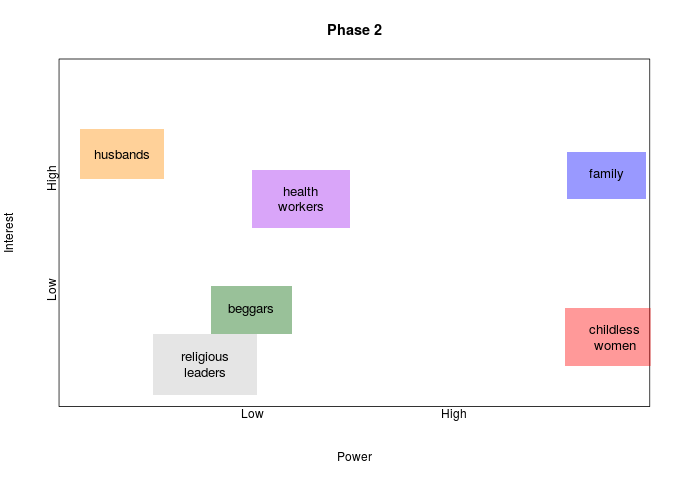 Phase 2
husbands
family
High
health
workers
Interest
Low
beggars
childless
women
religious
leaders
Low
High
Power